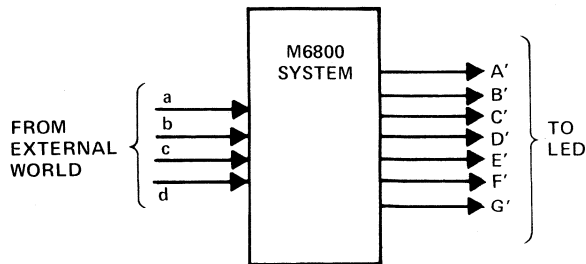 M6800
SYSTEM
FROM
EXTERNAL
WORLD
a
b
c
d
A′
B′
C′
D′
E′
F′
G′
TO
LED